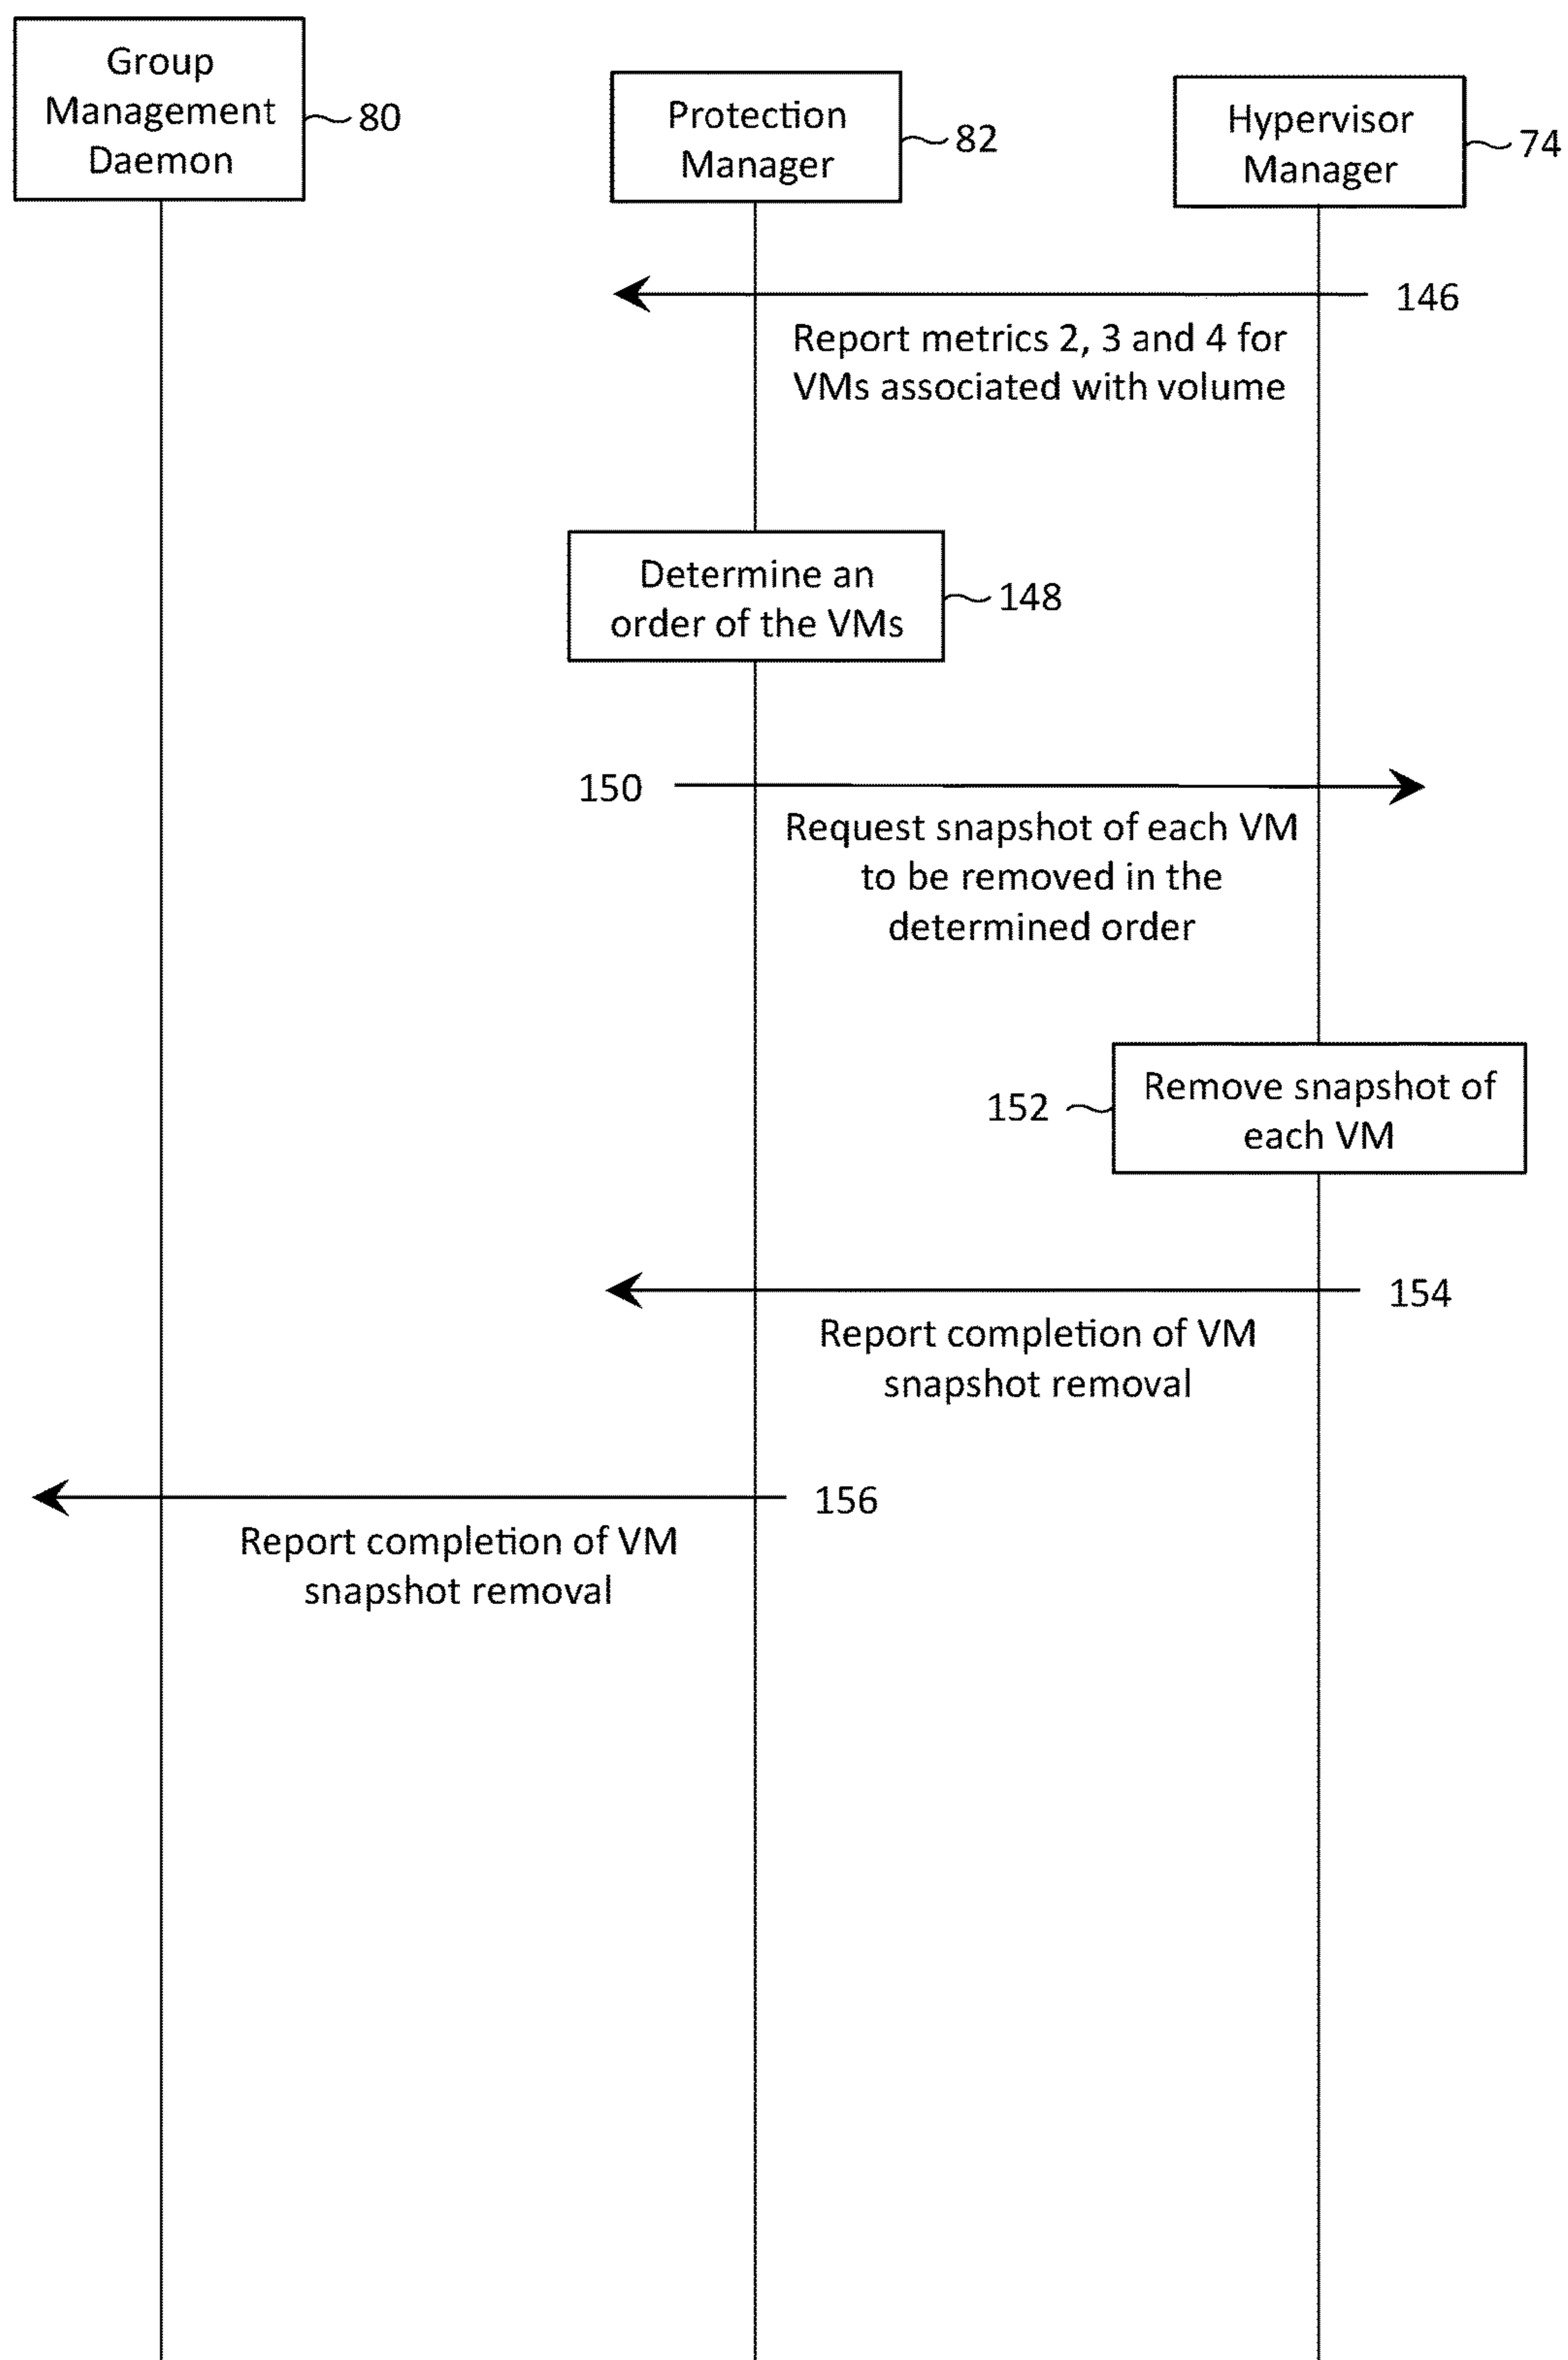 Group
Management
Daemon
80
Protection
Manager
82
Hypervisor
Manager
74
146
Report metrics 2, 3 and 4 for
VMs associated with volume
Determine an
order of the VMs
148
150
Request snapshot of each VM
to be removed in the
determined order
152
Remove snapshot of
each VM
154
Report completion of VM
snapshot removal
156
Report completion of VM
snapshot removal